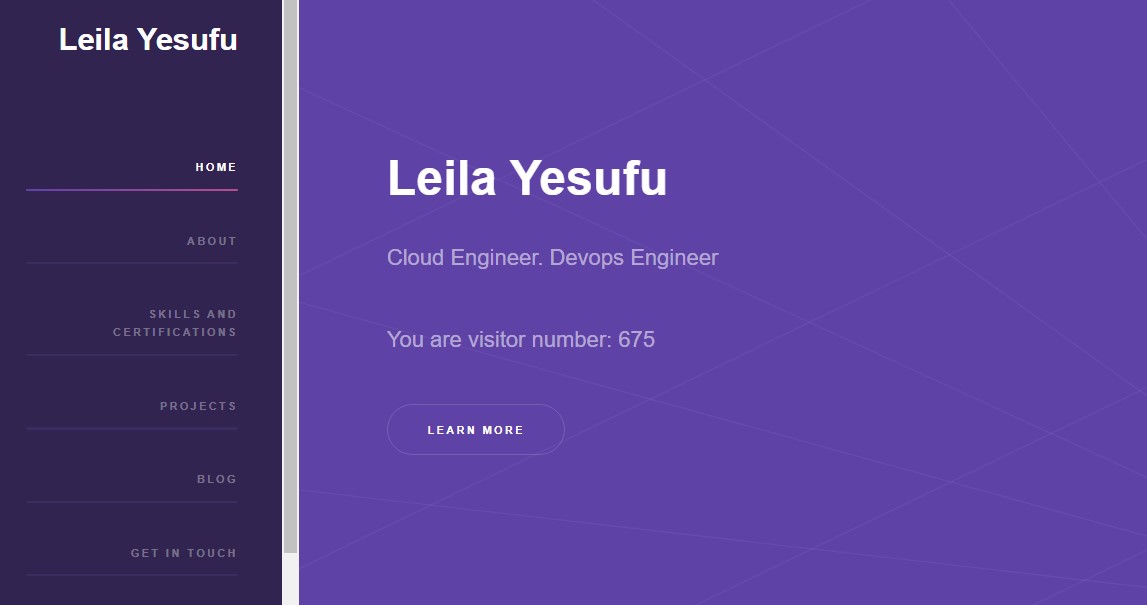 Leila Yesufu
HOME
ABOUT
SKILLS AND
CERTIFICATIONS
PROJECTS
BLOG
GET IN TOUCH
Leila Yesufu
Cloud Engineer. Devops Engineer
You are visitor number: 675
LEARN MORE